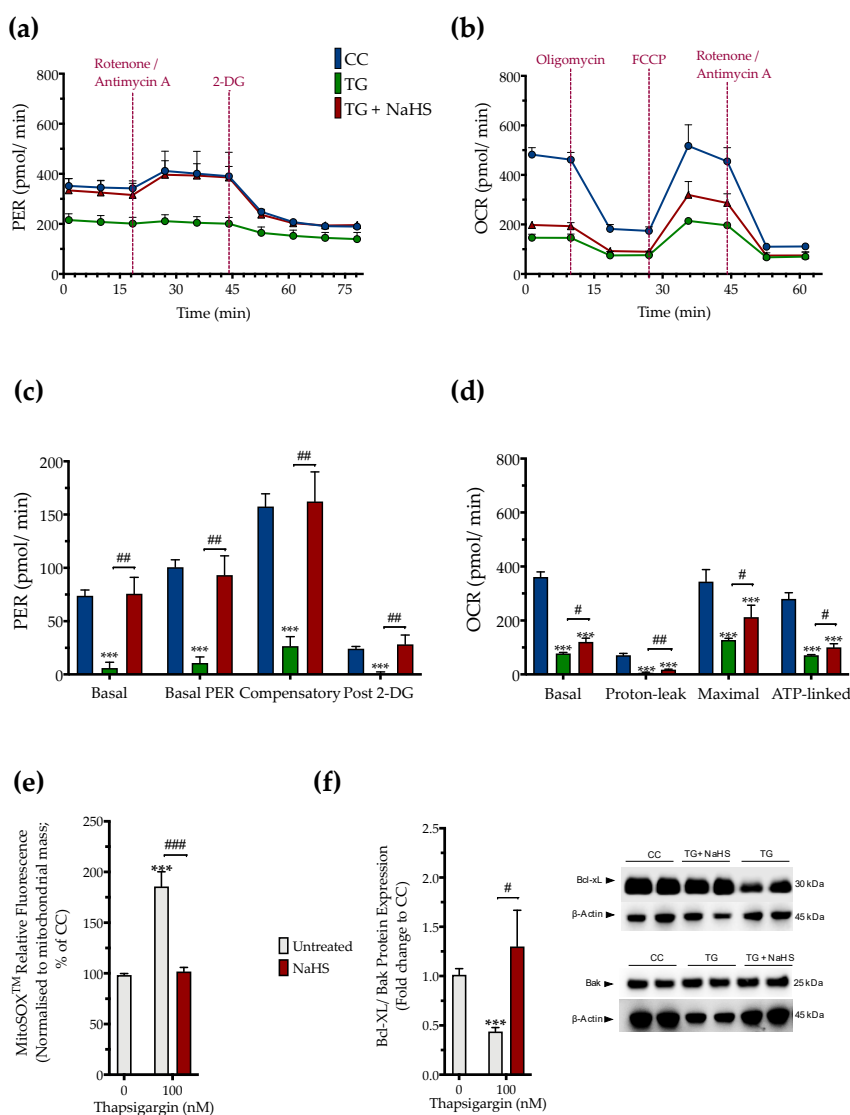 (a)
Rotenone /
Antimycin A
2-DG
CC
TG
TG + NaHS
PER (pmol/ min)
800
600
400
200
0
0 15 30 45 60 75
Time (min)
(b)
Oligomycin
FCCP
Rotenone /
Antimycin A
OCR (pmol/ min)
800
600
400
200
0
0 10 20 30 40 50 60
Time (min)
(c)
PER (pmol/ min)
200
150
100
50
0
##
##
##
##
***
***
***
***
Basal
Basal PER
Compensatory
Post 2-DG
(d)
OCR (pmol/ min)
800
600
400
200
0
#
##
#
#
***
***
***
***
***
***
***
***
Basal
Proton-leak
Maximal
ATP-linked
(e)
MitoSOX™ Relative Fluorescence
(Normalised to mitochondrial mass;
% of CC)
250
200
150
100
50
0
###
***
0 100
Thapsigargin (nM)
Untreated
NaHS
(f)
Bcl-XL/ Bak Protein Expression
(Fold change to CC)
2.5
2.0
1.5
1.0
0.5
0.0
#
***
0 100
Thapsigargin (nM)
CC TG+NaHS TG
Bcl-xL 30 kDa
β-Actin 45 kDa
CC TG TG +NaHS
Bak 25 kDa
β-Actin 45 kDa